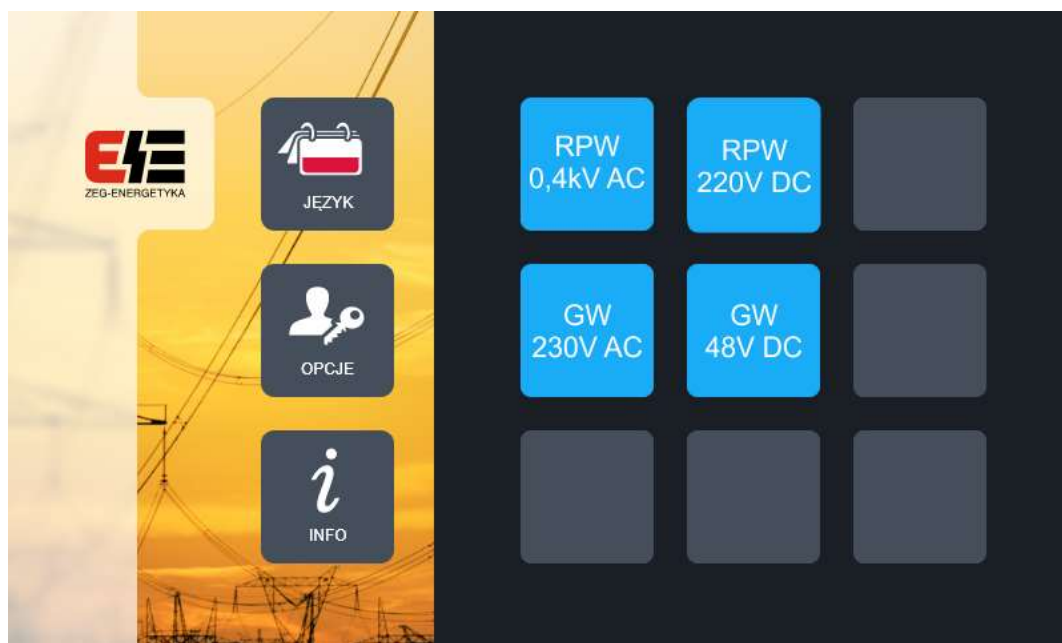 ZEG-ENERGETYKA
JĘZYK
OPCJE
INFO
RPW
0,4kV AC
RPW
220V DC
GW
230V AC
GW
48V DC